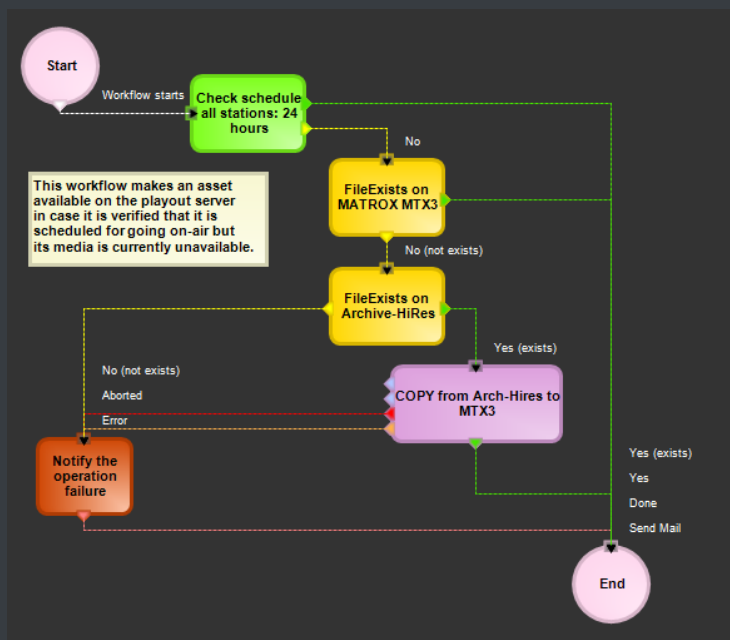 Start
Workflow starts
Check schedule
all stations: 24
hours
No
FileExists on
MATROX MTX3
This workflow makes an asset
available on the playout server
in case it is verified that it is
scheduled for going on-air but
its media is currently unavailable.
No (not exists)
FileExists on
Archive-HiRes
Yes (exists)
No (not exists)
Aborted
Error
COPY from Arch-Hires to
MTX3
Notify the
operation
failure
Yes (exists)
Yes
Done
Send Mail
End